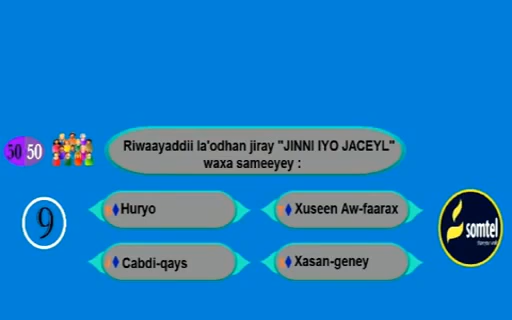 Riwaayaddii la'odhan jiray "JINNI IYO JACEYL"
waxa sameeyey :
50 50
9
Huryo
Xuseen Aw-faarax
Cabdi-qays
Xasan-geney
somtel